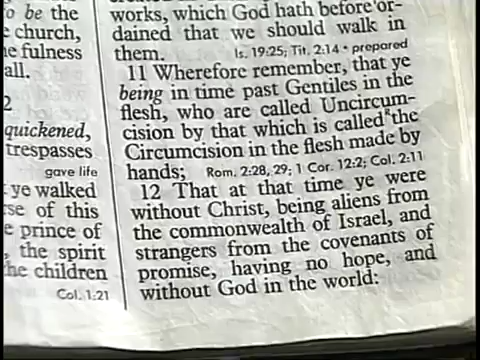 o be the
church,
e fulness
all.
2
quickened,
trespasses
gave life
ye walked
se of this
e prince of
, the spirit
he children
Col. 1:21
works, which God hath before or-
dained that we should walk in
them. Is. 19:25; Tit. 2:14 • prepared
11 Wherefore remember, that ye
being in time past Gentiles in the
flesh, who are called Uncircum-
cision by that which is called the
Circumcision in the flesh made by
hands; Rom. 2:28, 29; 1 Cor. 12:2; Col. 2:11
12 That at that time ye were
without Christ, being aliens from
the commonwealth of Israel, and
strangers from the covenants of
promise, having no hope, and
without God in the world: